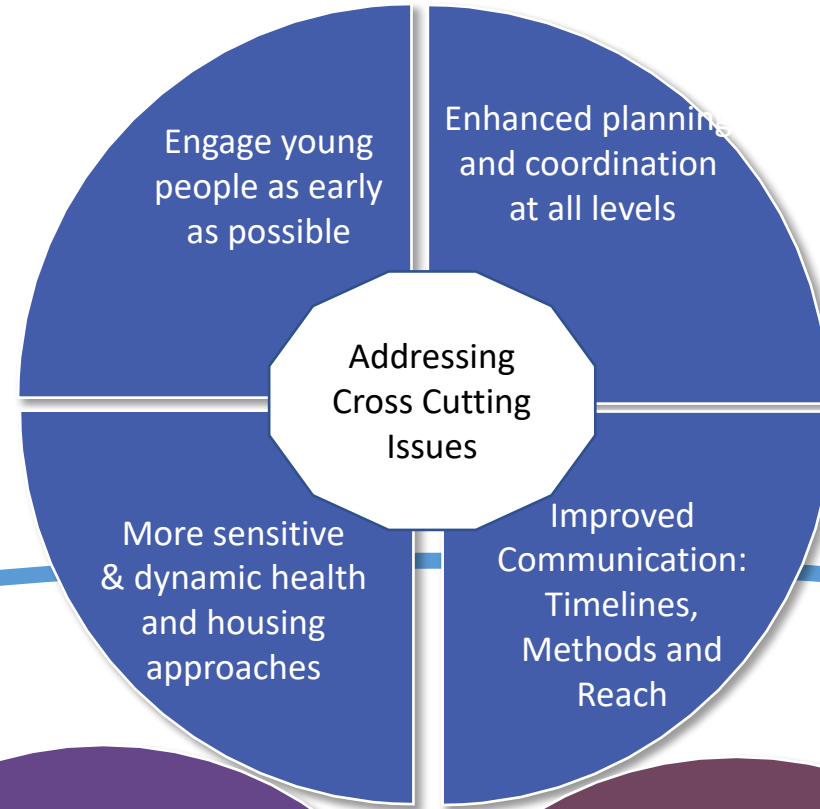 Engage young
people as early
as possible
Enhanced planning
and coordination
at all levels
Addressing
Cross Cutting
Issues
More sensitive
& dynamic health
and housing
approaches
Improved
Communication:
Timelines,
Methods and
Reach